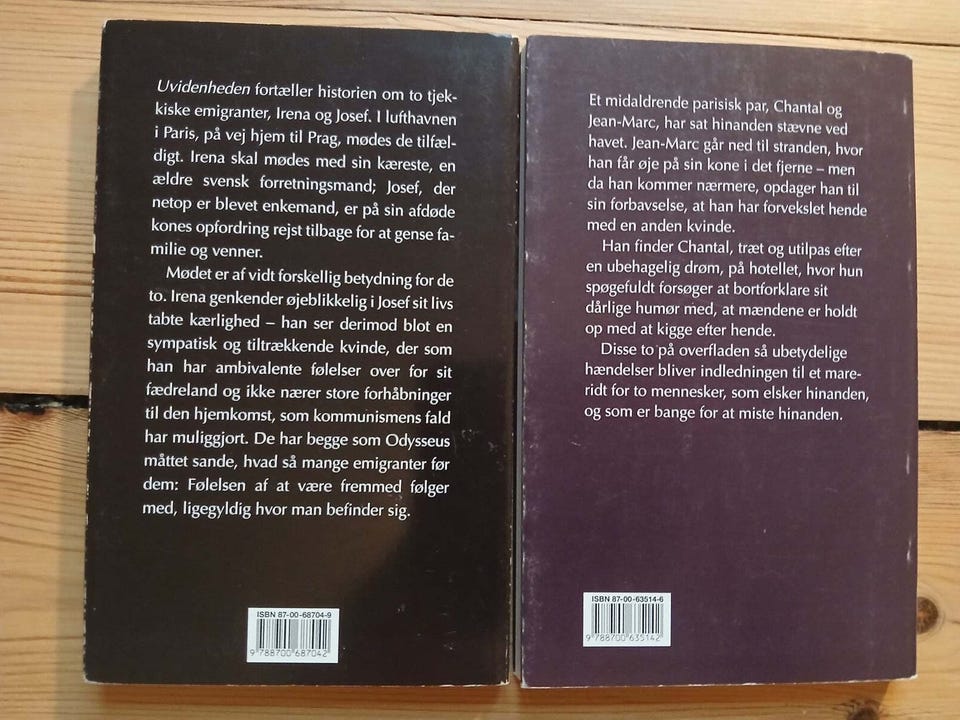 Uvidenheden fortæller historien om to tjek-
kiske emigranter, Irena og Josef. I lufthavnen
i Paris, på vej hjem til Prag, mødes de tilfæl-
digt. Irena skal mødes med sin kæreste, en
ældre svensk forretningsmand; Josef, der
netop er blevet enkemand, er på sin afdøde
kones opfordring rejst tilbage for at gense fa-
milie og venner.
Mødet er af vidt forskellig betydning for de
to. Irena genkender øjeblikkelig i Josef sit livs
tabte kærlighed – han ser derimod blot en
sympatisk og tiltrækkende kvinde, der som
han har ambivalente følelser over for sit
fædreland og ikke nærer store forhåbninger
til den hjemkomst, som kommunismens fald
har muliggjort. De har begge som Odysseus
måttet sande, hvad så mange emigranter før
dem: Følelsen af at være fremmed følger
med, ligegyldig hvor man befinder sig.
ISBN 87-00-68704-9
9 788700 687042
Et midaldrende parisisk par, Chantal og
Jean-Marc, har sat hinanden stævne ved
havet. Jean-Marc går ned til stranden, hvor
han får øje på sin kone i det fjerne – men
da han kommer nærmere, opdager han til
sin forbavselse, at han har forvekslet hende
med en anden kvinde.
Han finder Chantal, træt og utilpas efter
en ubehagelig drøm, på hotellet, hvor hun
spøgefuldt forsøger at bortforklare sit
dårlige humør med, at mændene er holdt
op med at kigge efter hende.
Disse to på overfladen så ubetydelige
hændelser bliver indledningen til et mare-
ridt for to mennesker, som elsker hinanden,
og som er bange for at miste hinanden.
ISBN 87-00-63514-6
9 788700 635142